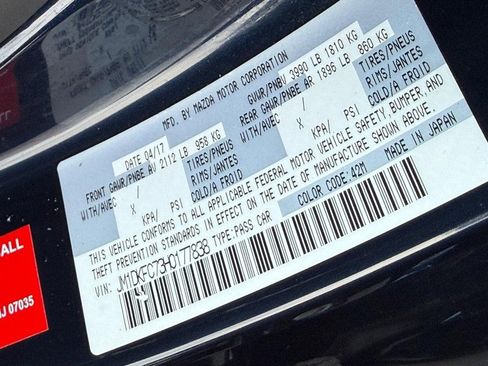 MFD. BY MAZDA MOTOR CORPORATION
DATE 04/17 GVWR/PNBV 3990 LB 1810 KG
FRONT GAWR/PNBE AV 2112 LB 958 KG REAR GAWR/PNBE AR 1896 LB 860 KG
WITH/AVEC / TIRES/PNEUS WITH/AVEC / TIRES/PNEUS
X RIMS/JANTES X RIMS/JANTES
/ KPA/ PSI COLD/A FROID / KPA/ PSI COLD/A FROID
THIS VEHICLE CONFORMS TO ALL APPLICABLE FEDERAL MOTOR VEHICLE SAFETY, BUMPER, AND
THEFT PREVENTION STANDARDS IN EFFECT ON THE DATE OF MANUFACTURE SHOWN ABOVE.
VIN: JM1DKFC73H0177838 TYPE:PASS CAR COLOR CODE:42M MADE IN JAPAN
ALL
NJ 07035